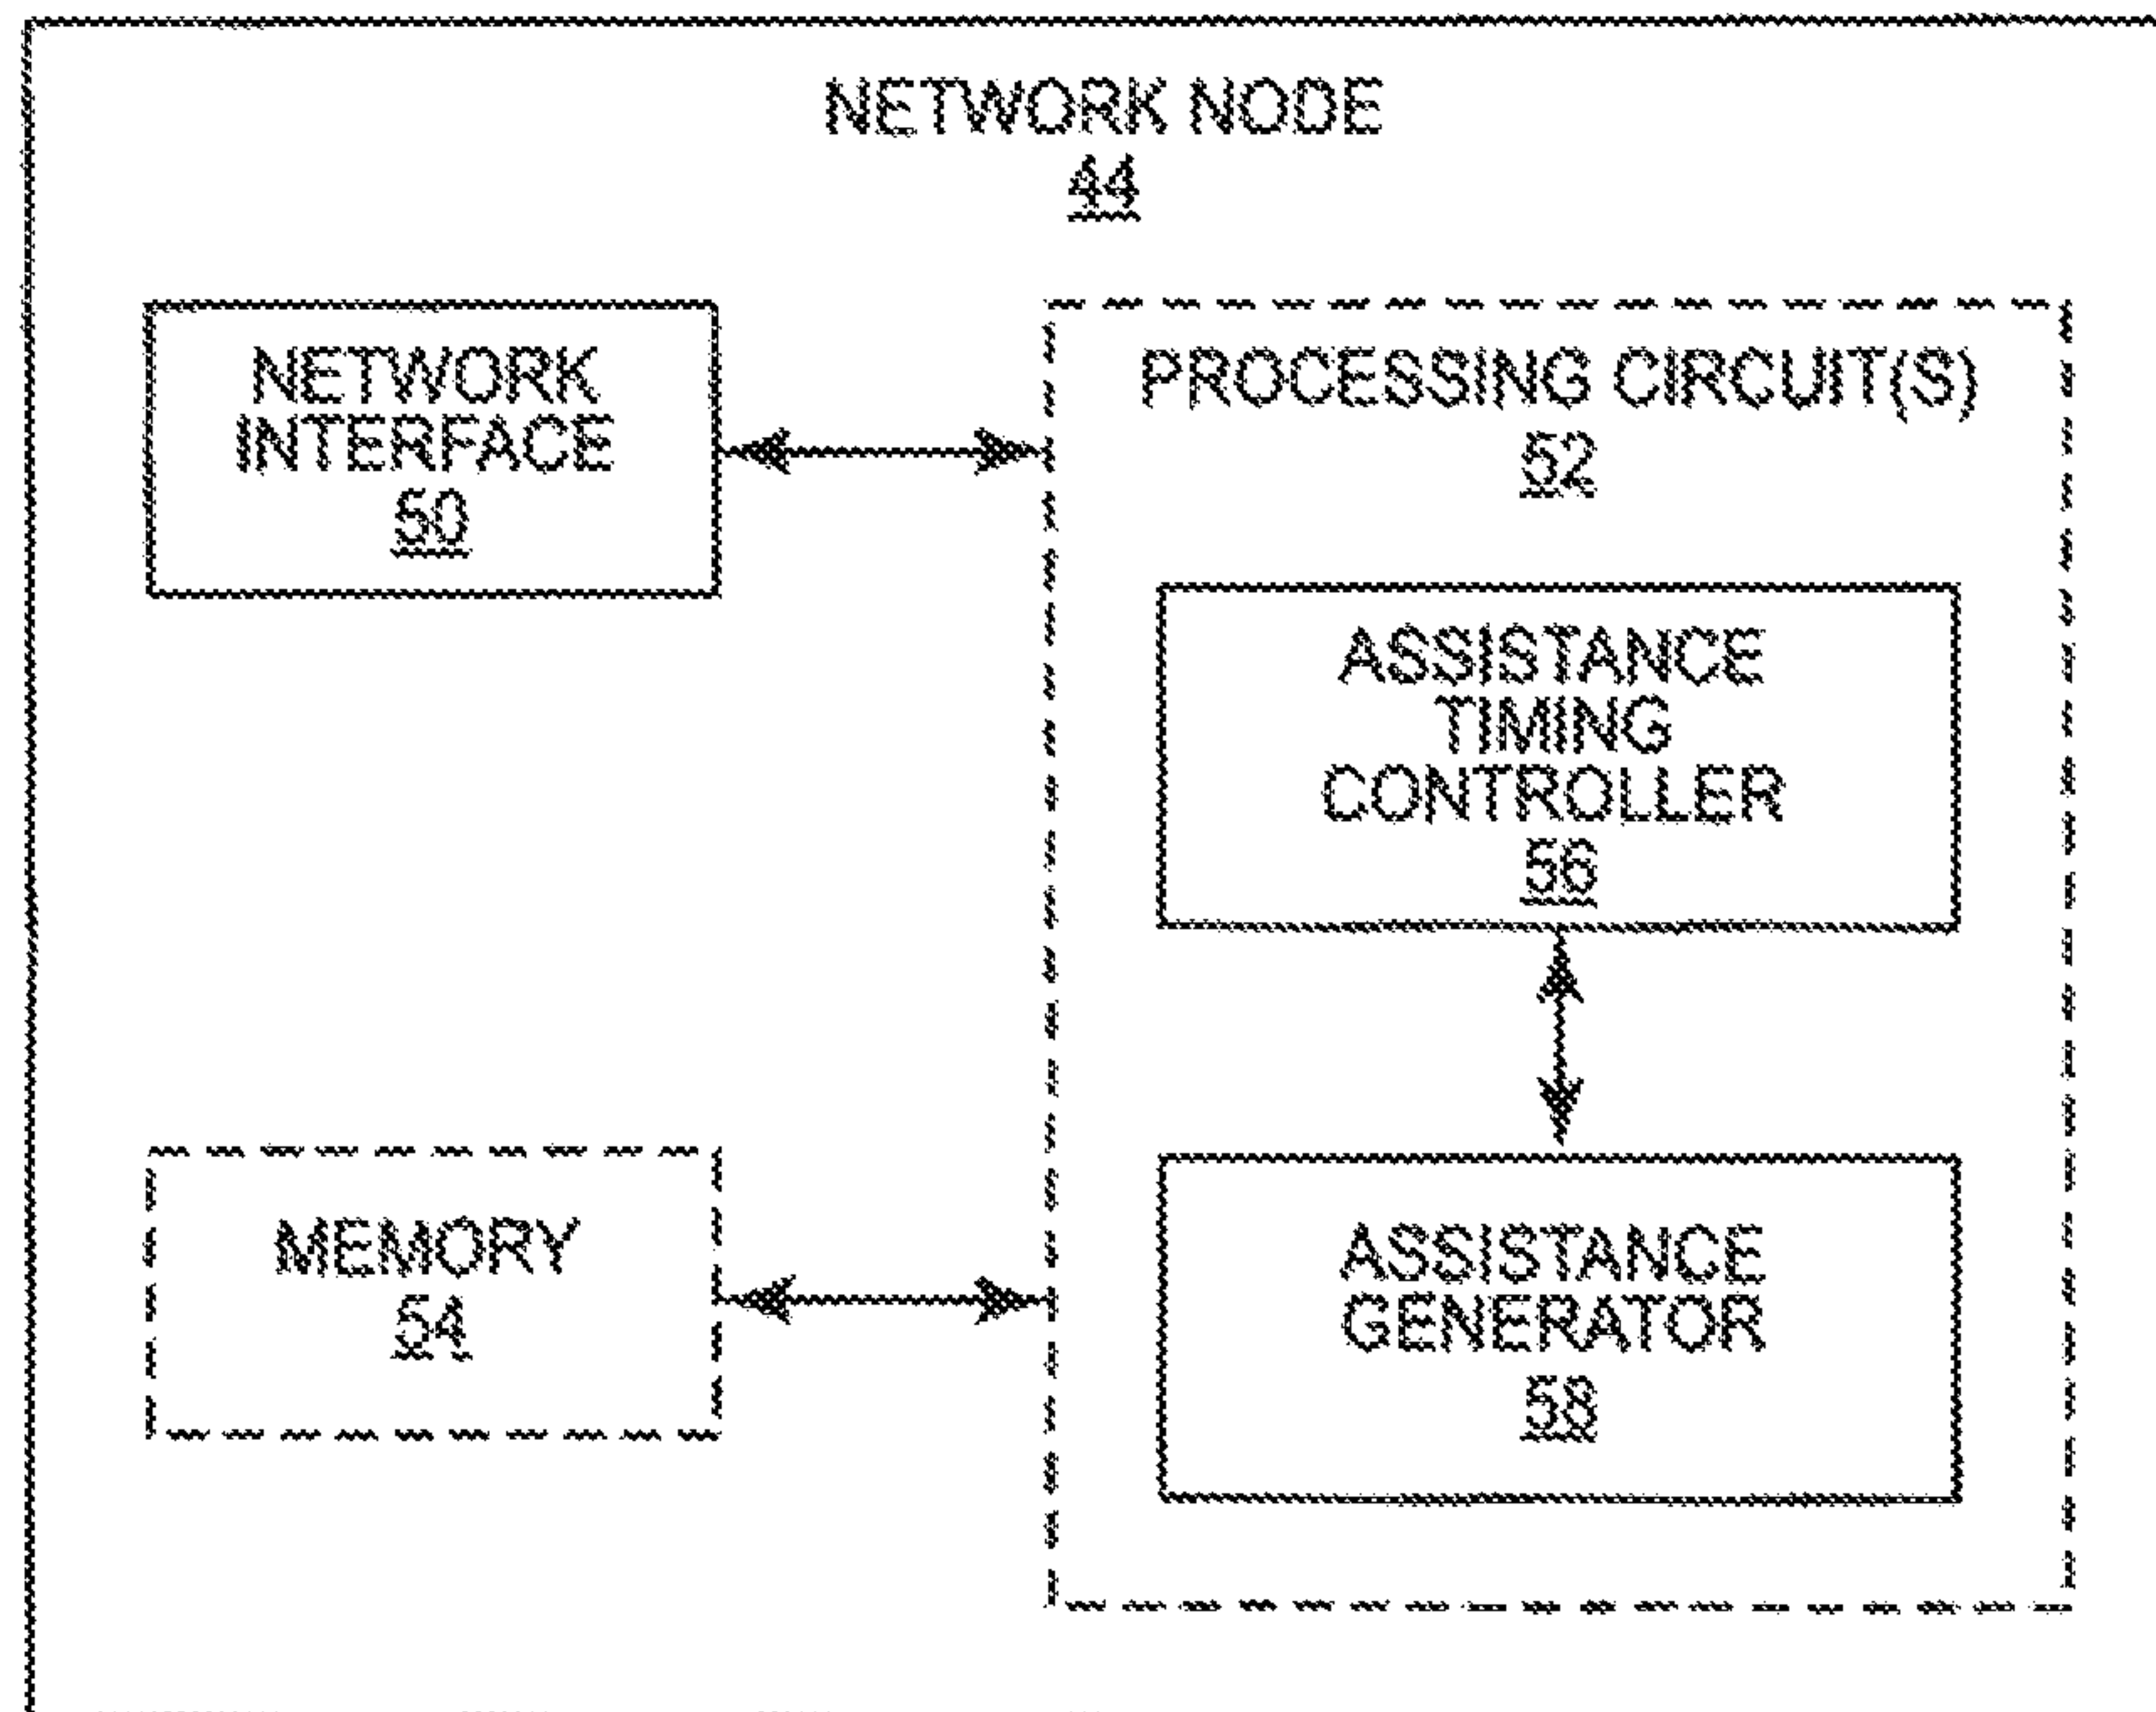 NETWORK NODE
44
NETWORK
INTERFACE
50
PROCESSING CIRCUIT(S)
52
ASSISTANCE
TIMING
CONTROLLER
56
MEMORY
54
ASSISTANCE
GENERATOR
58